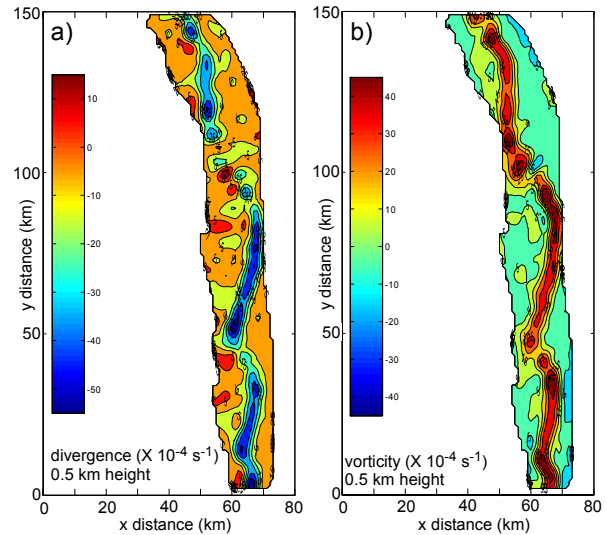 a)
b)
150
100
50
0
0 20 40 60 80
0 20 40 60 80
y distance (km)
y distance (km)
x distance (km)
x distance (km)
10
0
-10
-20
-30
-40
-50
40
30
20
10
0
-10
-20
-30
-40
divergence (X 10⁻⁴ s⁻¹)
0.5 km height
vorticity (X 10⁻⁴ s⁻¹)
0.5 km height
150
100
50
0